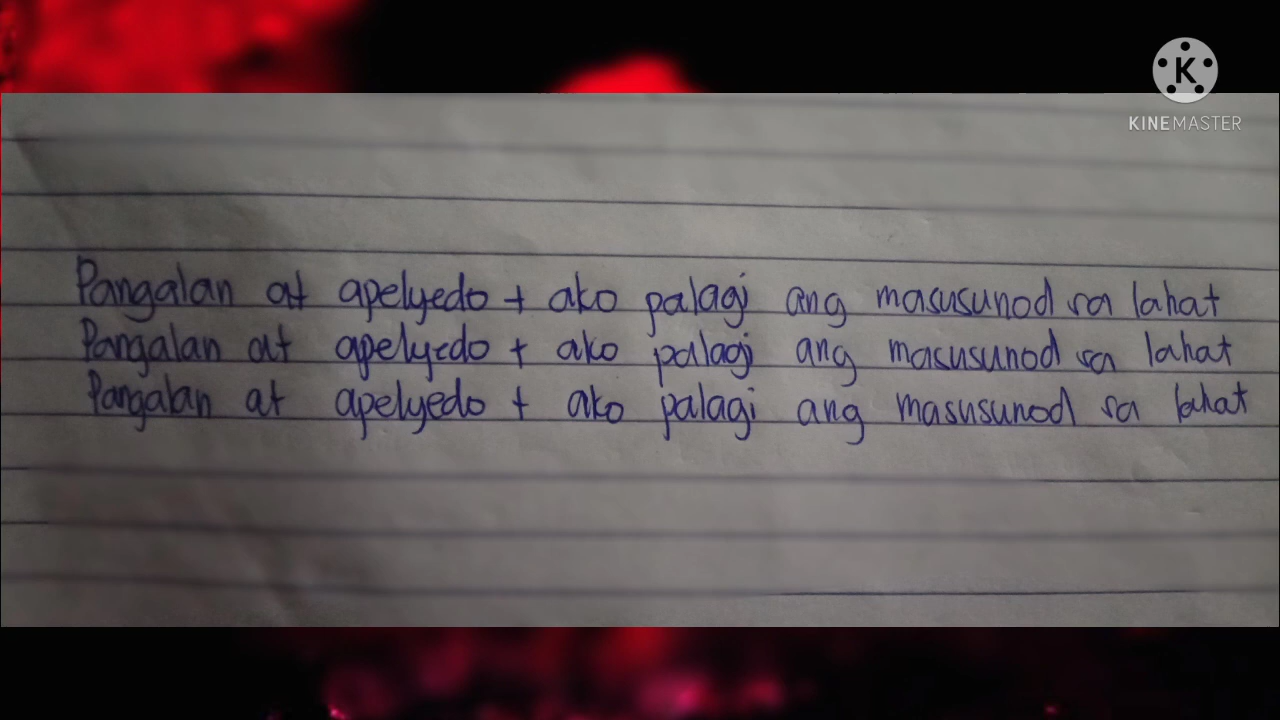 K
KINEMASTER
Pangalan at apelyedo + ako palagi ang masusunod sa lahat
Pangalan at apelyedo + ako palagi ang masusunod sa lahat
Pangalan at apelyedo + ako palagi ang masusunod sa lahat